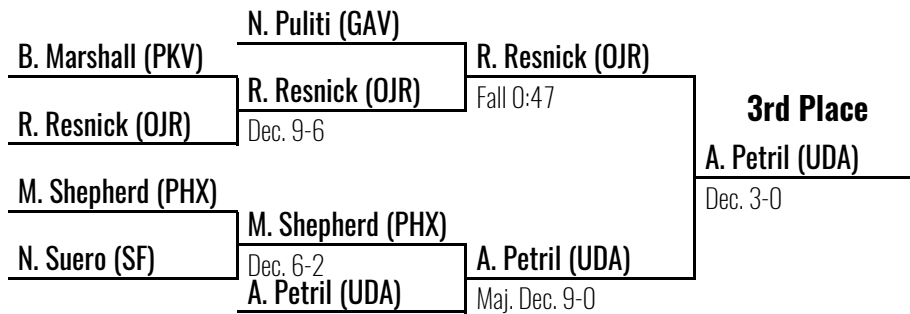 N. Puliti (GAV)
B. Marshall (PKV)
R. Resnick (OJR)
R. Resnick (OJR)
Fall 0:47
R. Resnick (OJR)
Dec. 9-6
3rd Place
A. Petril (UDA)
Dec. 3-0
M. Shepherd (PHX)
M. Shepherd (PHX)
N. Suero (SF)
Dec. 6-2
A. Petril (UDA)
A. Petril (UDA)
Maj. Dec. 9-0